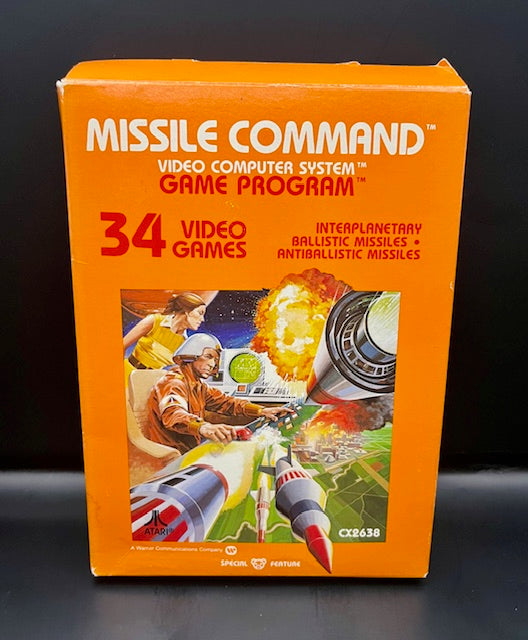 MISSILE COMMAND™
VIDEO COMPUTER SYSTEM™
GAME PROGRAM™
34 VIDEO GAMES
INTERPLANETARY
BALLISTIC MISSILES •
ANTIBALLISTIC MISSILES
ATARI®
CX2638
A Warner Communications Company
SPECIAL FEATURE